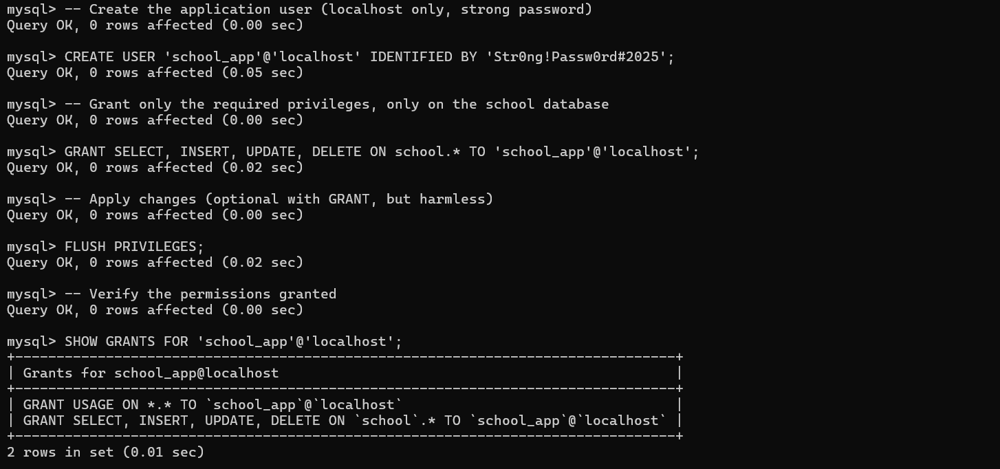 mysql> -- Create the application user (localhost only, strong password)
Query OK, 0 rows affected (0.00 sec)
mysql> CREATE USER 'school_app'@'localhost' IDENTIFIED BY 'Str0ng!Passw0rd#2025';
Query OK, 0 rows affected (0.05 sec)
mysql> -- Grant only the required privileges, only on the school database
Query OK, 0 rows affected (0.00 sec)
mysql> GRANT SELECT, INSERT, UPDATE, DELETE ON school.* TO 'school_app'@'localhost';
Query OK, 0 rows affected (0.02 sec)
mysql> -- Apply changes (optional with GRANT, but harmless)
Query OK, 0 rows affected (0.00 sec)
mysql> FLUSH PRIVILEGES;
Query OK, 0 rows affected (0.02 sec)
mysql> -- Verify the permissions granted
Query OK, 0 rows affected (0.00 sec)
mysql> SHOW GRANTS FOR 'school_app'@'localhost';
+--------------------------------------------------------------------------------+
| Grants for school_app@localhost                                                |
+--------------------------------------------------------------------------------+
| GRANT USAGE ON *.* TO `school_app`@`localhost`                                 |
| GRANT SELECT, INSERT, UPDATE, DELETE ON `school`.* TO `school_app`@`localhost` |
+--------------------------------------------------------------------------------+
2 rows in set (0.01 sec)